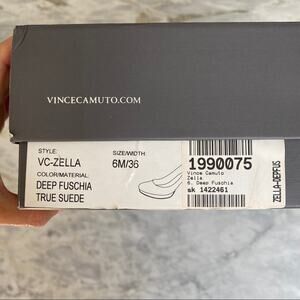 VINCECAMUTO.COM
STYLE:
VC-ZELLA
SIZE/WIDTH:
6M/36
COLOR/MATERIAL:
DEEP FUSCHIA
TRUE SUEDE
1990075
Vince Camuto
Zella
6. Deep Fuschia
sk 1422461
ZELLA-DEPFUS